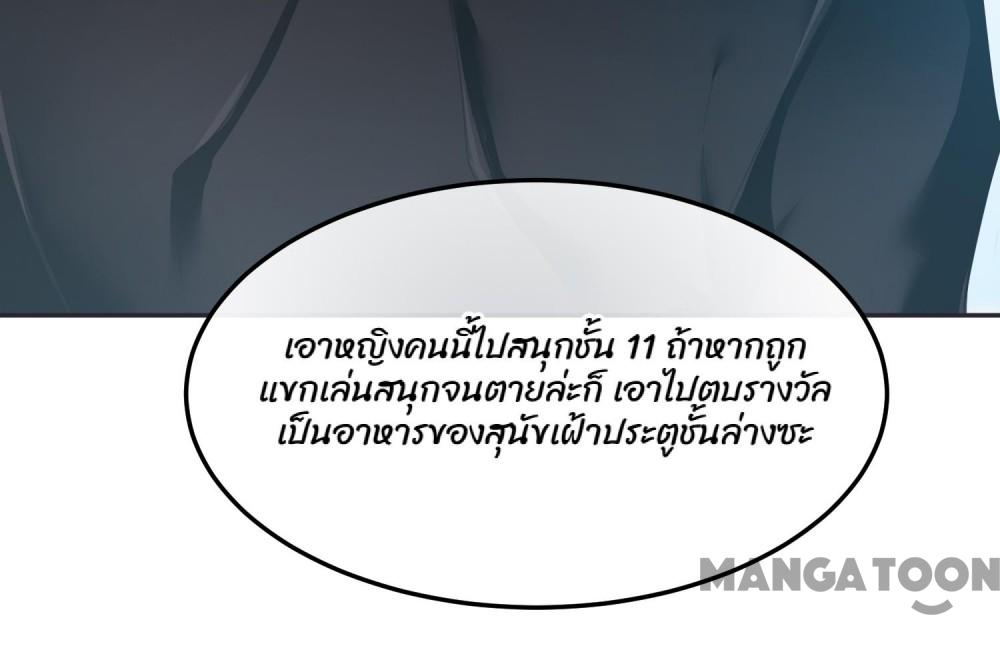 เอาหญิงคนนี้ไปสนุกชั้น 11 ถ้าหากถูก
แขกเล่นสนุกจนตายล่ะก็ เอาไปตบรางวัล
เป็นอาหารของสุนัขเฝ้าประตูชั้นล่างซะ
MANGATOON